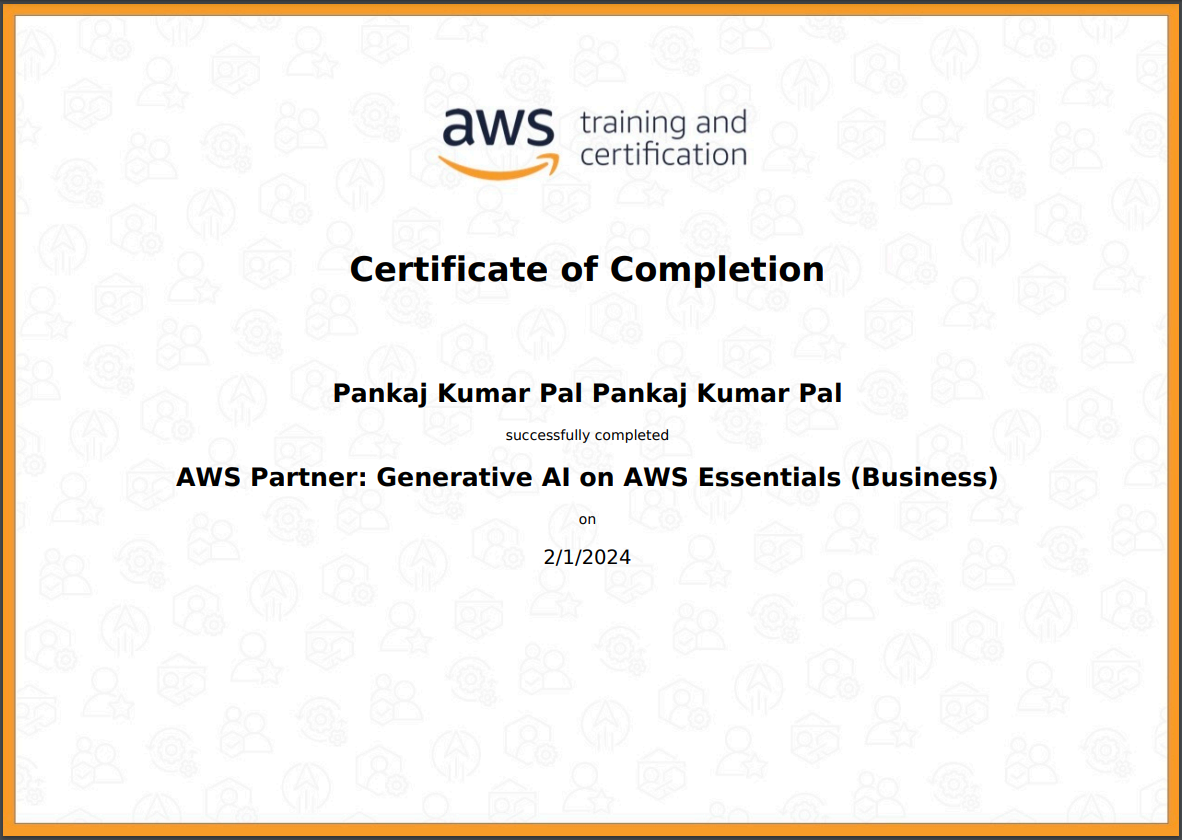 aws training and
certification
Certificate of Completion
Pankaj Kumar Pal Pankaj Kumar Pal
successfully completed
AWS Partner: Generative AI on AWS Essentials (Business)
on
2/1/2024